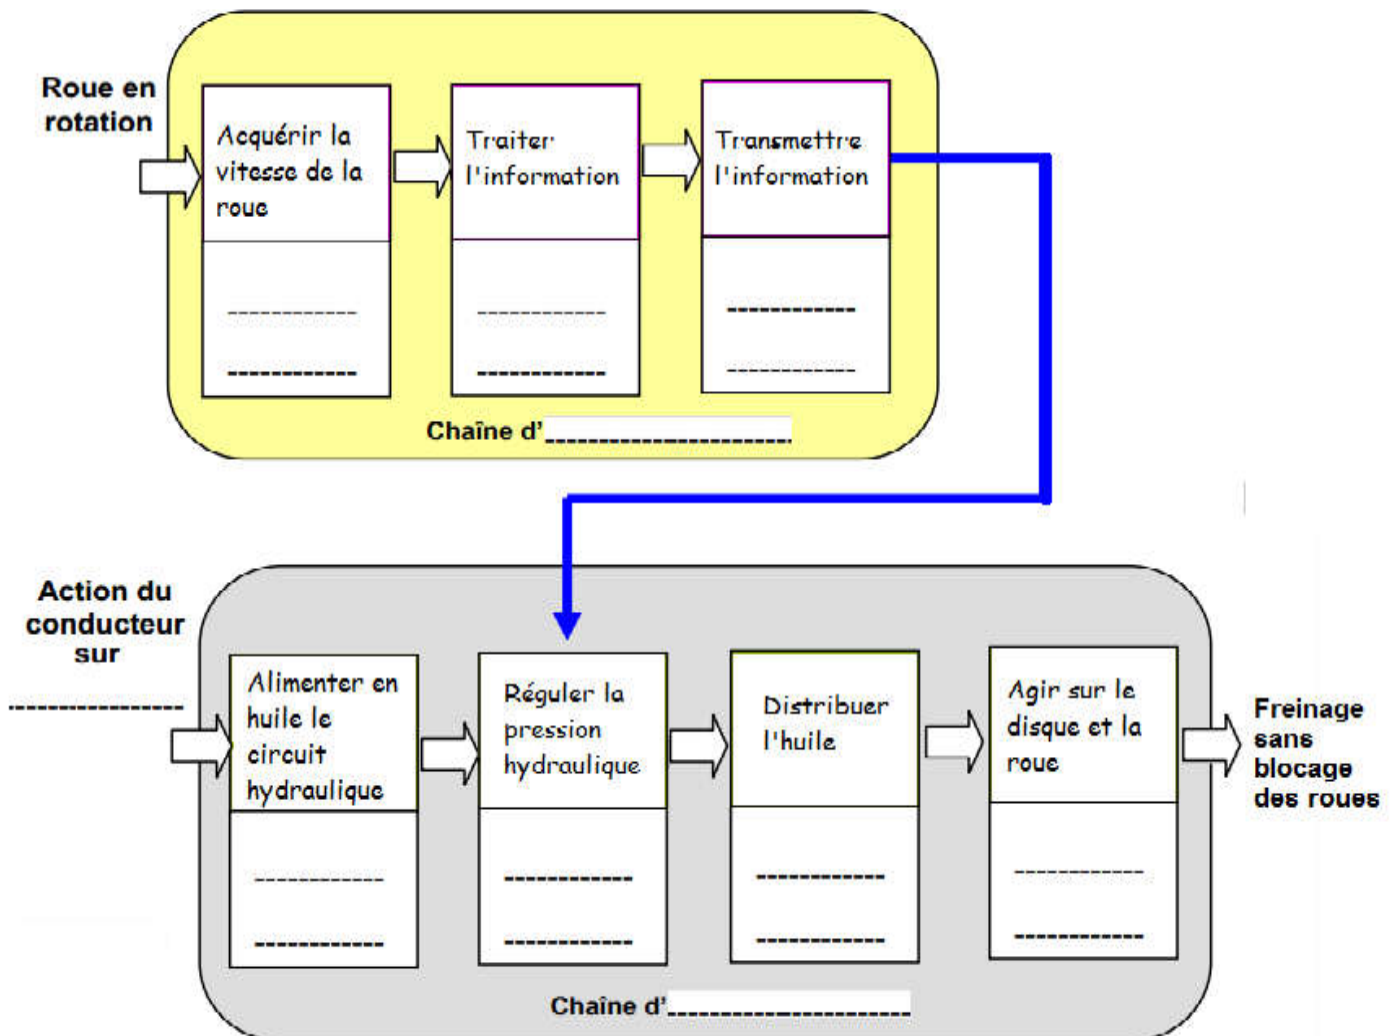 Roue en
rotation
Acquérir la
vitesse de la
roue
Traiter
l'information
Transmettre
l'information
------------
------------
------------
------------
------------
------------
Chaîne d'______________________
Action du
conducteur
sur
-----------------
Alimenter en
huile le
circuit
hydraulique
Réguler la
pression
hydraulique
Distribuer
l'huile
Agir sur le
disque et la
roue
------------
------------
------------
------------
------------
------------
------------
------------
Freinage
sans
blocage
des roues
Chaîne d'______________________